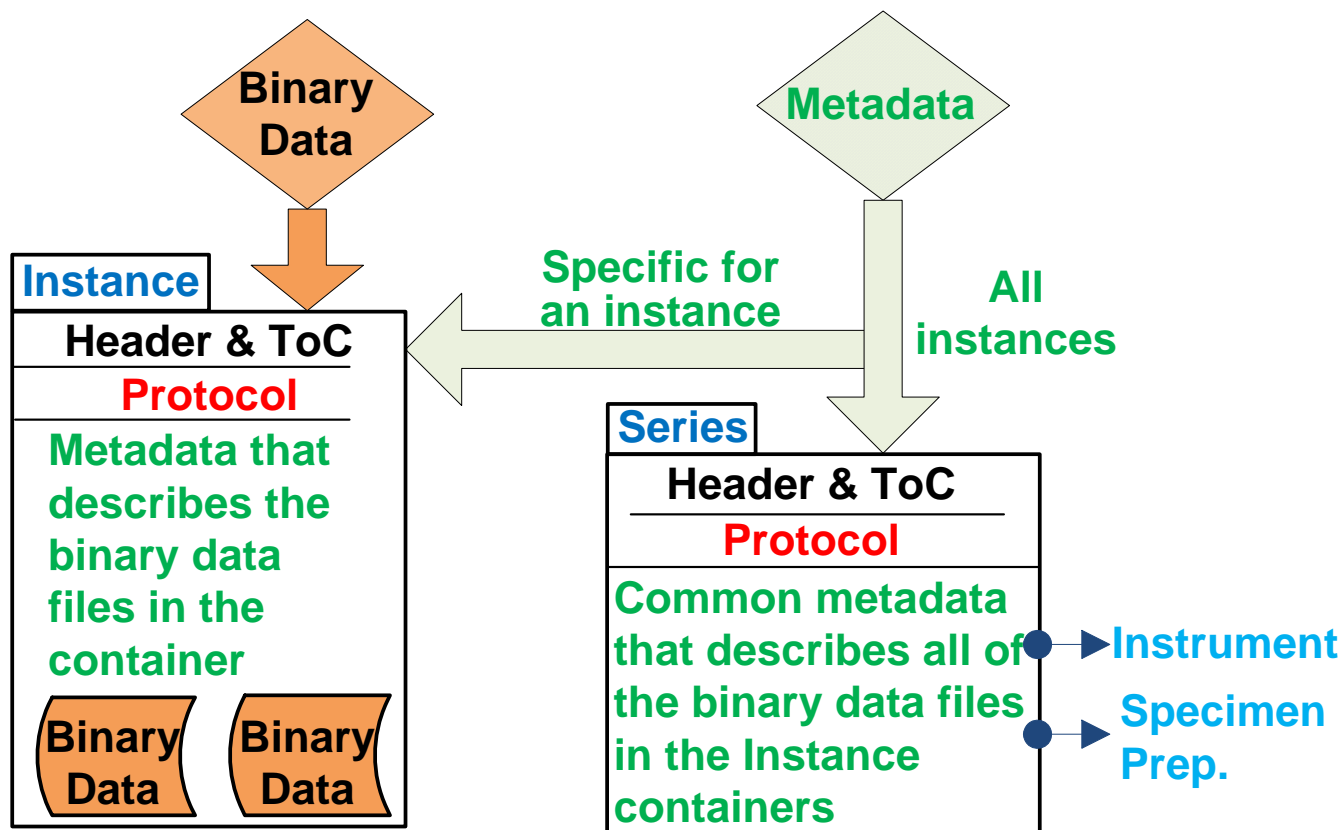 Binary
Data
Metadata
Specific for
an instance
All
instances
Instance
Header & ToC
Protocol
Metadata that
describes the
binary data
files in the
container
Binary
Data
Binary
Data
Series
Header & ToC
Protocol
Common metadata
that describes all of
the binary data files
in the Instance
containers
Instrument
Specimen
Prep.